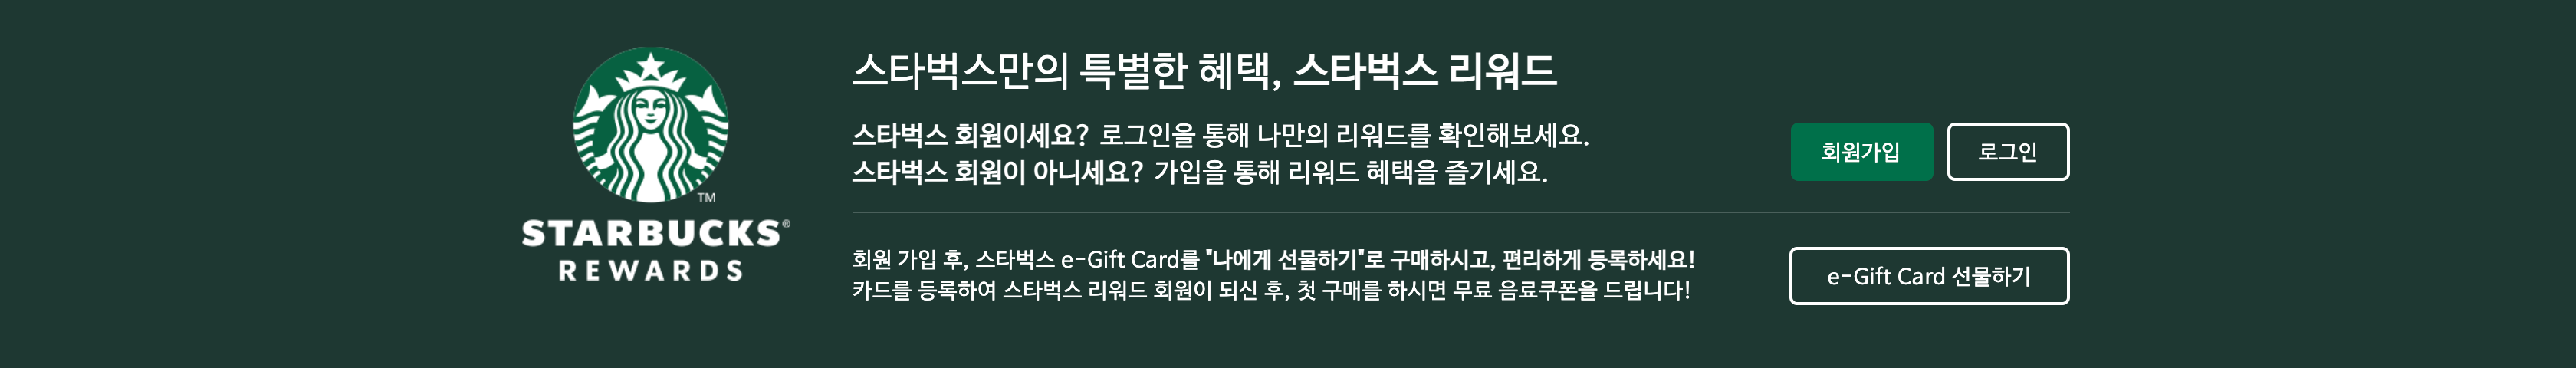 스타벅스만의 특별한 혜택, 스타벅스 리워드
스타벅스 회원이세요? 로그인을 통해 나만의 리워드를 확인해보세요.
스타벅스 회원이 아니세요? 가입을 통해 리워드 혜택을 즐기세요.
회원가입
로그인
TM
STARBUCKS®
REWARDS
회원 가입 후, 스타벅스 e-Gift Card를 "나에게 선물하기"로 구매하시고, 편리하게 등록하세요!
카드를 등록하여 스타벅스 리워드 회원이 되신 후, 첫 구매를 하시면 무료 음료쿠폰을 드립니다!
e-Gift Card 선물하기